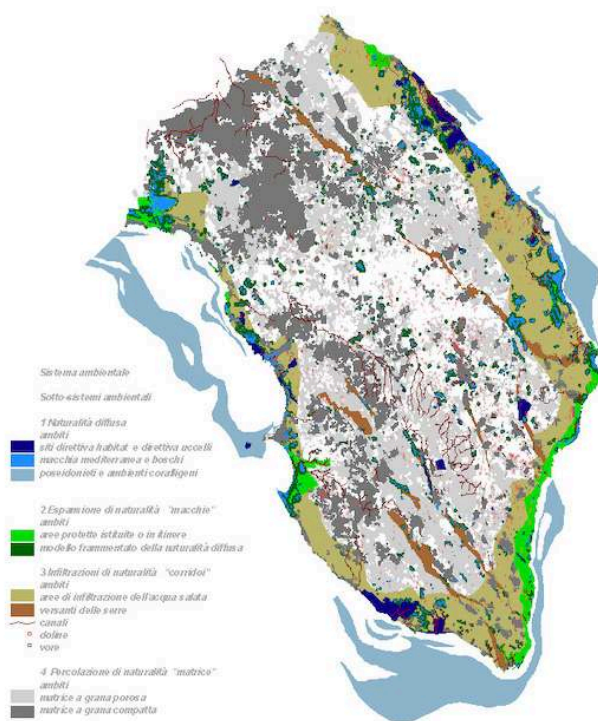 Sistema ambientale
Sotto-sistemi ambientali
1 Naturalità diffusa
ambiti
siti direttiva habitat e direttiva uccelli
macchia mediterranea e boschi
poseidonieti e ambienti coralligeni
2.Espansione di naturalità "macchie"
ambiti
aree protette istituite o in itinere
modello frammentato della naturalità diffusa
3.Infiltrazioni di naturalità "corridoi"
ambiti
aree di infiltrazione dell'acqua salata
versanti delle serre
canali
doline
vore
4 Percolazione di naturalità "matrice"
ambiti
matrice a grana porosa
matrice a grana compatta